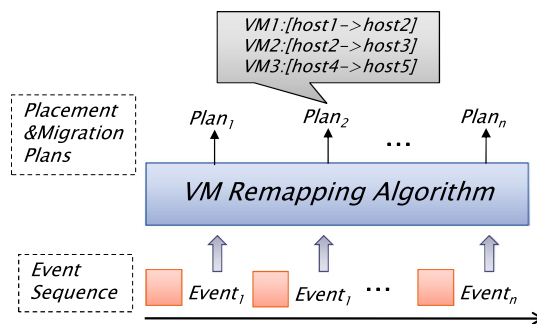 VM1:[host1->host2]
VM2:[host2->host3]
VM3:[host4->host5]
Placement
&Migration
Plans
Plan1
Plan2
...
Plann
VM Remapping Algorithm
Event
Sequence
Event1
Event1
...
Eventn